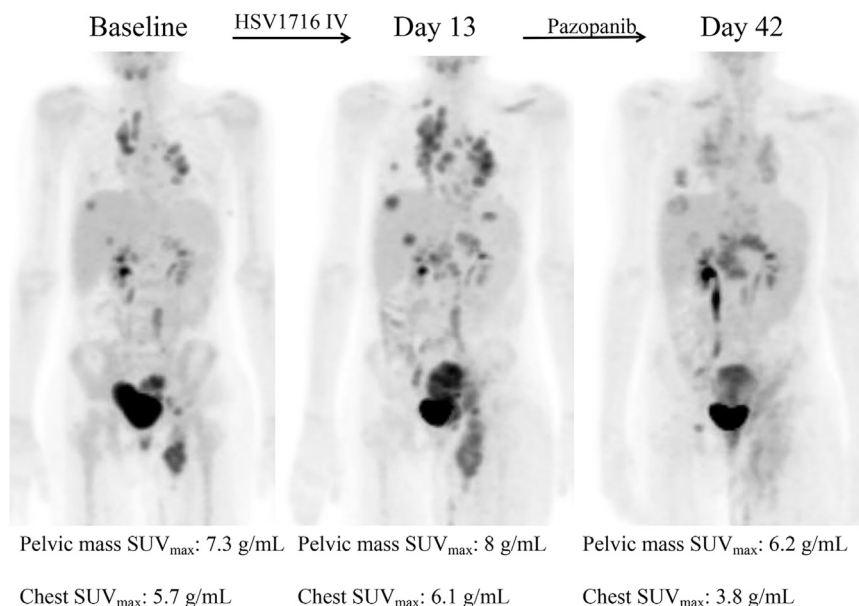 Baseline HSV1716 IV Day 13 Pazopanib Day 42
Pelvic mass SUVmax: 7.3 g/mL Pelvic mass SUVmax: 8 g/mL Pelvic mass SUVmax: 6.2 g/mL
Chest SUVmax: 5.7 g/mL Chest SUVmax: 6.1 g/mL Chest SUVmax: 3.8 g/mL